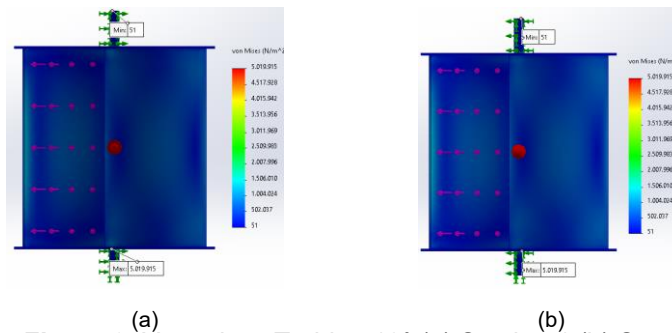 Min: 51
von Mises (N/m^2
5.019.915
4.517.928
4.015.942
3.513.956
3.011.969
2.509.983
2.007.996
1.506.010
1.004.024
502.037
51
Max: 5.019.915
(a)
Min: 51
von Mises (N/m
5.019.915
4.517.928
4.015.942
3.513.956
3.011.969
2.509.983
2.007.996
1.506.010
1.004.024
502.037
51
Max: 5.019.915
(b)